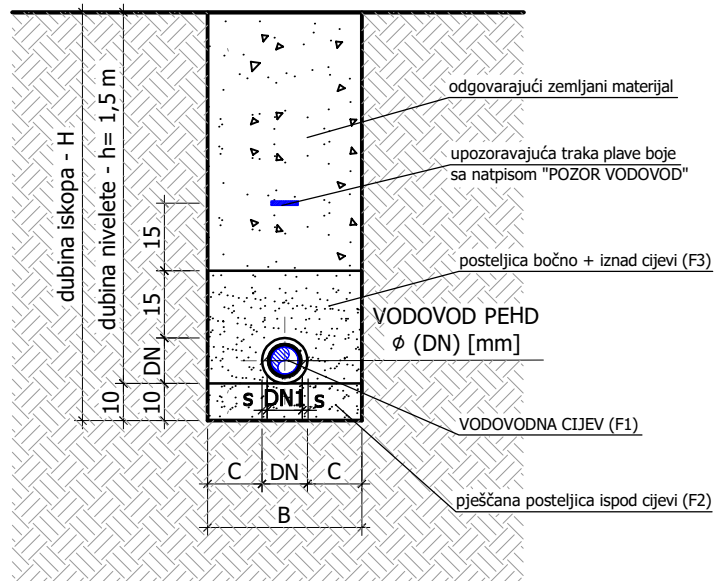 dubina iskopa - H
dubina nivelete - h= 1,5 m
15
15
DN
10
10
odgovarajući zemljani materijal
upozoravajuća traka plave boje
sa natpisom "POZOR VODOVOD"
posteljica bočno + iznad cijevi (F3)
VODOVOD PEHD
ϕ (DN) [mm]
s DN1 s
VODOVODNA CIJEV (F1)
C DN C
pješčana posteljica ispod cijevi (F2)
B